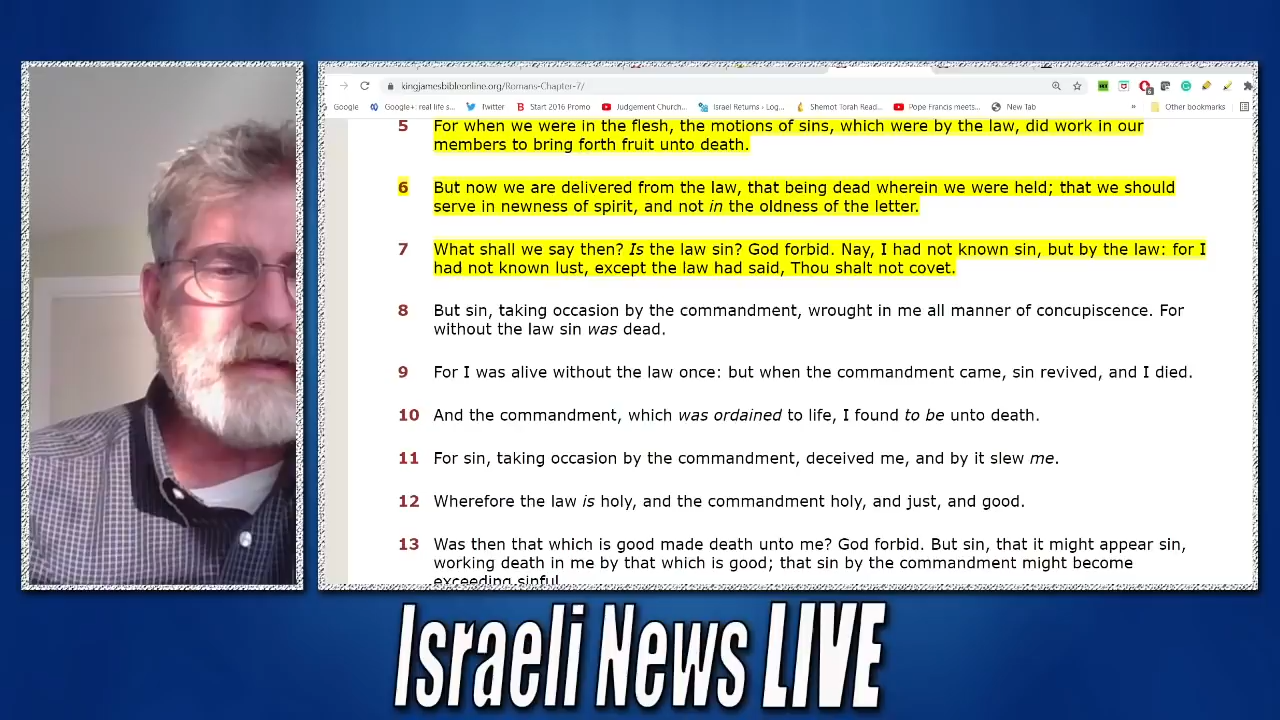 kingjamesbibleonline.org/Romans-Chapter-7/
Google Google+: real life s... Twitter Start 2016 Promo Judgement Church... Israel Returns ‹ Log... Shemot Torah Read... Pope Francis meets... New Tab » Other bookmarks
5 For when we were in the flesh, the motions of sins, which were by the law, did work in our
members to bring forth fruit unto death.
6 But now we are delivered from the law, that being dead wherein we were held; that we should
serve in newness of spirit, and not in the oldness of the letter.
7 What shall we say then? Is the law sin? God forbid. Nay, I had not known sin, but by the law: for I
had not known lust, except the law had said, Thou shalt not covet.
8 But sin, taking occasion by the commandment, wrought in me all manner of concupiscence. For
without the law sin was dead.
9 For I was alive without the law once: but when the commandment came, sin revived, and I died.
10 And the commandment, which was ordained to life, I found to be unto death.
11 For sin, taking occasion by the commandment, deceived me, and by it slew me.
12 Wherefore the law is holy, and the commandment holy, and just, and good.
13 Was then that which is good made death unto me? God forbid. But sin, that it might appear sin,
working death in me by that which is good; that sin by the commandment might become
exceeding sinful
Israeli News LIVE